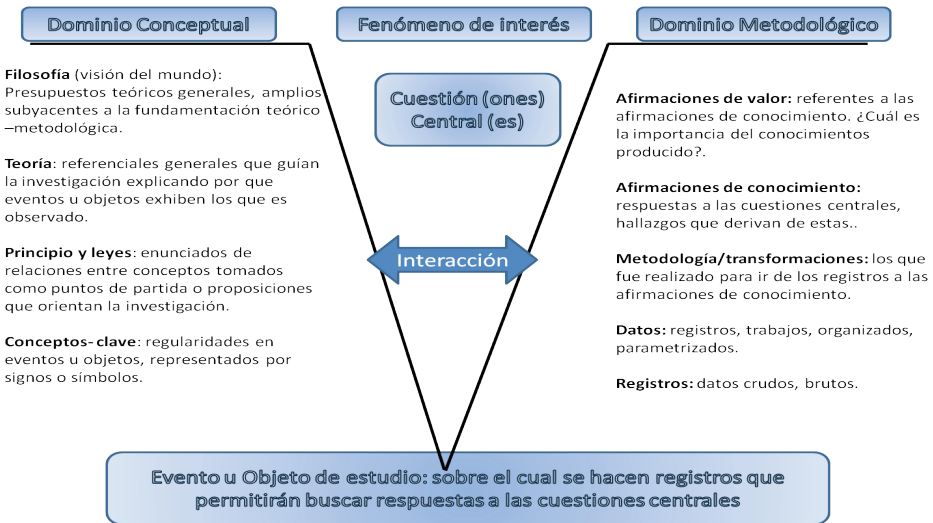 Dominio Conceptual
Fenómeno de interés
Dominio Metodológico
Cuestión (ones)
Central (es)
Filosofía (visión del mundo):
Presupuestos teóricos generales, amplios
subyacentes a la fundamentación teórico
–metodológica.
Teoría: referenciales generales que guían
la investigación explicando por que
eventos u objetos exhiben los que es
observado.
Principio y leyes: enunciados de
relaciones entre conceptos tomados
como puntos de partida o proposiciones
que orientan la investigación.
Conceptos- clave: regularidades en
eventos u objetos, representados por
signos o símbolos.
Interacción
Afirmaciones de valor: referentes a las
afirmaciones de conocimiento. ¿Cuál es
la importancia del conocimientos
producido?.
Afirmaciones de conocimiento:
respuestas a las cuestiones centrales,
hallazgos que derivan de estas..
Metodología/transformaciones: los que
fue realizado para ir de los registros a las
afirmaciones de conocimiento.
Datos: registros, trabajos, organizados,
parametrizados.
Registros: datos crudos, brutos.
Evento u Objeto de estudio: sobre el cual se hacen registros que
permitirán buscar respuestas a las cuestiones centrales